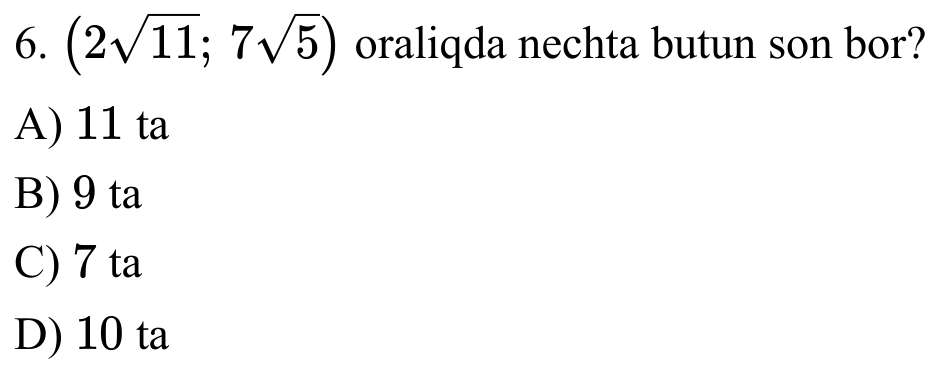 6. (2√11; 7√5) oraliqda nechta butun son bor?
A) 11 ta
B) 9 ta
C) 7 ta
D) 10 ta